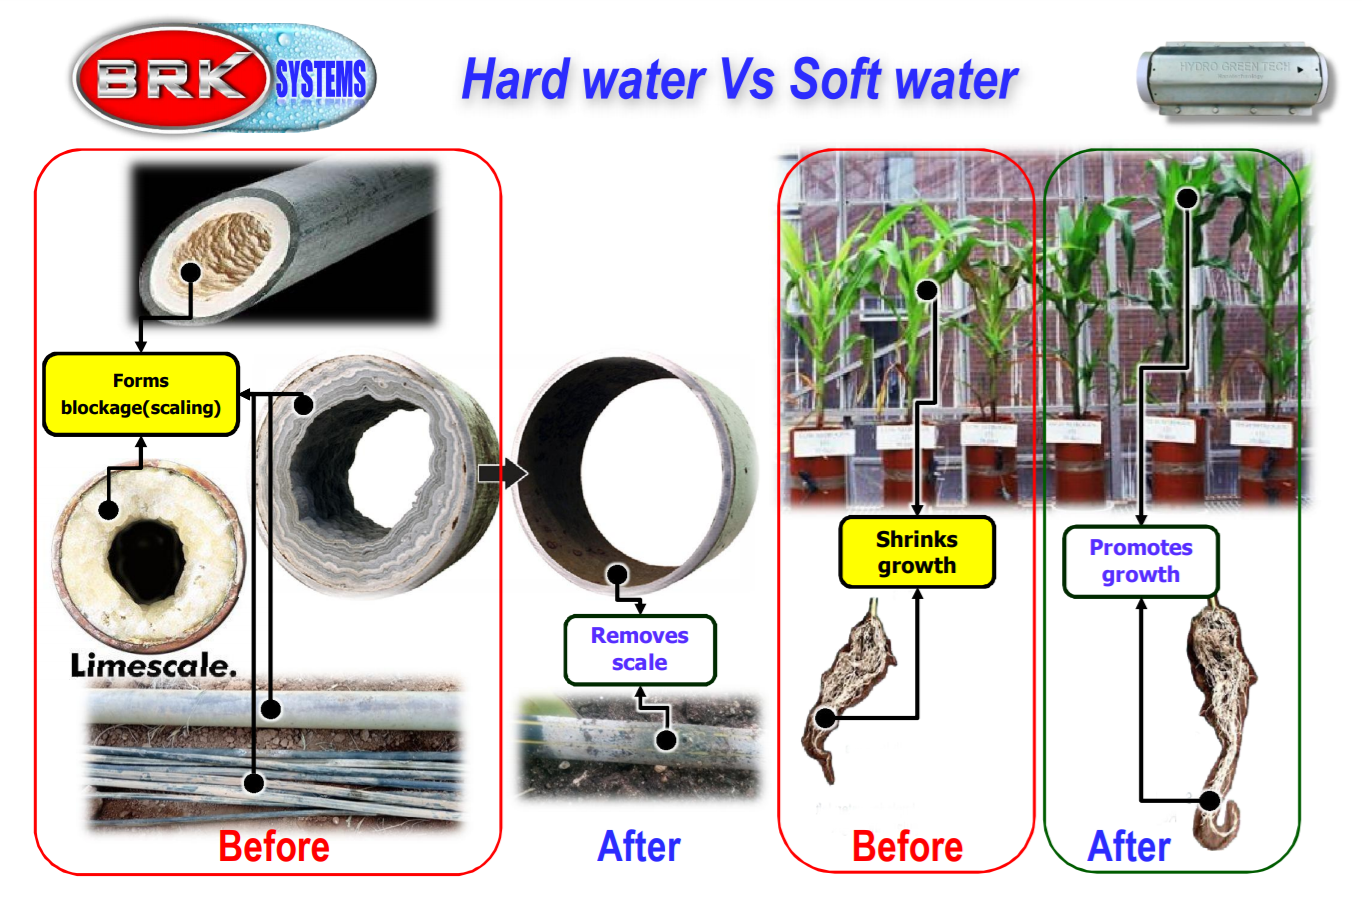 BRK SYSTEMS
Hard water Vs Soft water
HYDRO GREEN TECH
Forms
blockage(scaling)
Limescale.
Removes
scale
Shrinks
growth
Promotes
growth
Before
After
Before
After